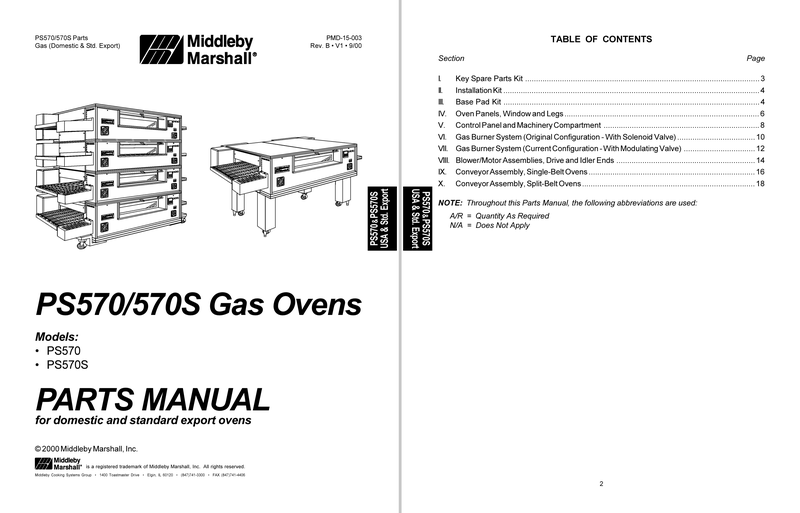 PS570/570S Parts
Gas (Domestic & Std. Export)
Middleby
Marshall®
PMD-15-003
Rev. B • V1 • 9/00
PS570 & PS570S
USA & Std. Export
PS570/570S Gas Ovens
Models:
• PS570
• PS570S
PARTS MANUAL
for domestic and standard export ovens
© 2000 Middleby Marshall, Inc.
Middleby
Marshall® is a registered trademark of Middleby Marshall, Inc. All rights reserved.
Middleby Cooking Systems Group • 1400 Toastmaster Drive • Elgin, IL 60120 • (847)741-3300 • FAX (847)741-4406
TABLE OF CONTENTS
Section Page
I. Key Spare Parts Kit 3
II. Installation Kit 4
III. Base Pad Kit 4
IV. Oven Panels, Window and Legs 6
V. Control Panel and Machinery Compartment 8
VI. Gas Burner System (Original Configuration - With Solenoid Valve) 10
VII. Gas Burner System (Current Configuration - With Modulating Valve) 12
VIII. Blower/Motor Assemblies, Drive and Idler Ends 14
IX. Conveyor Assembly, Single-Belt Ovens 16
X. Conveyor Assembly, Split-Belt Ovens 18
NOTE: Throughout this Parts Manual, the following abbreviations are used:
A/R = Quantity As Required
N/A = Does Not Apply
PS570 & PS570S
USA & Std. Export
2